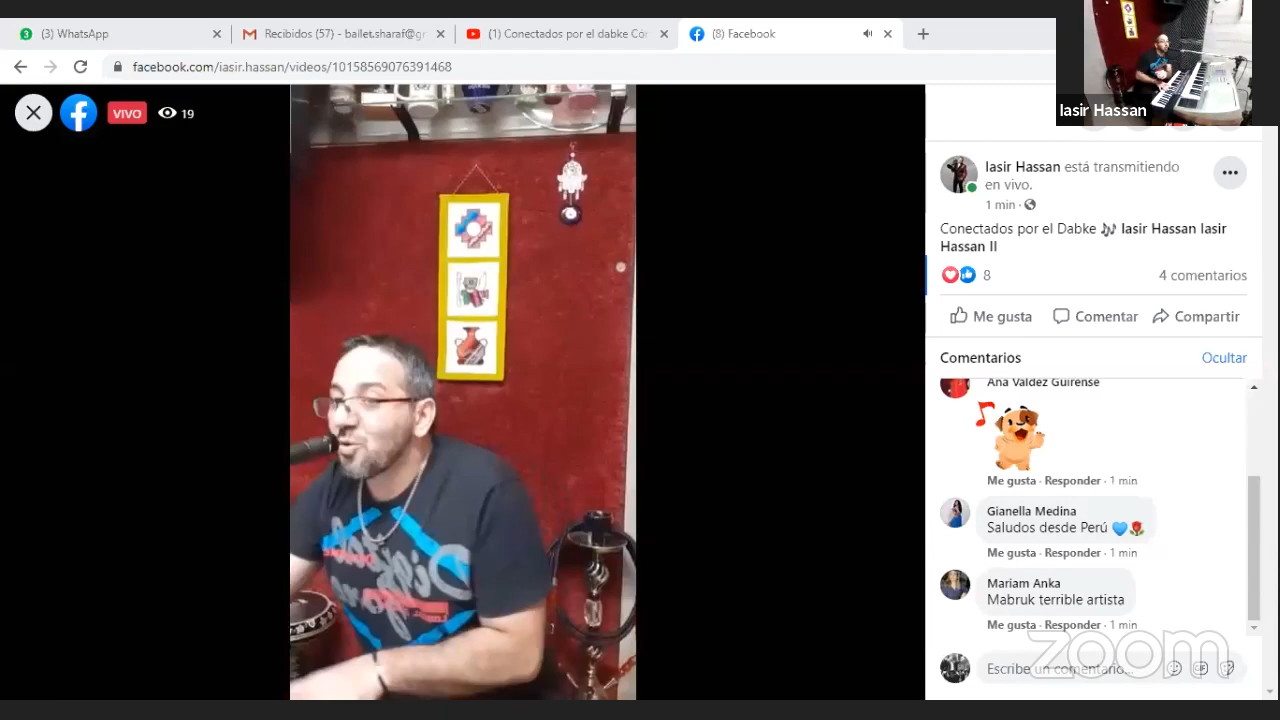 (3) WhatsApp
Recibidos (57) - ballet.sharaf@gr
(1) Conectados por el dabke Cór
(8) Facebook
facebook.com/iasir.hassan/videos/10158569076391468
VIVO
19
Iasir Hassan
Iasir Hassan está transmitiendo
en vivo.
1 min ·
Conectados por el Dabke 🎶 Iasir Hassan Iasir
Hassan II
8
4 comentarios
Me gusta
Comentar
Compartir
Comentarios
Ocultar
Ana Valdez Guirense
Me gusta · Responder · 1 min
Gianella Medina
Saludos desde Perú 💙🌹
Me gusta · Responder · 1 min
Mariam Anka
Mabruk terrible artista
Me gusta · Responder · 1 min
Escribe un comentario...
GIF
zoom